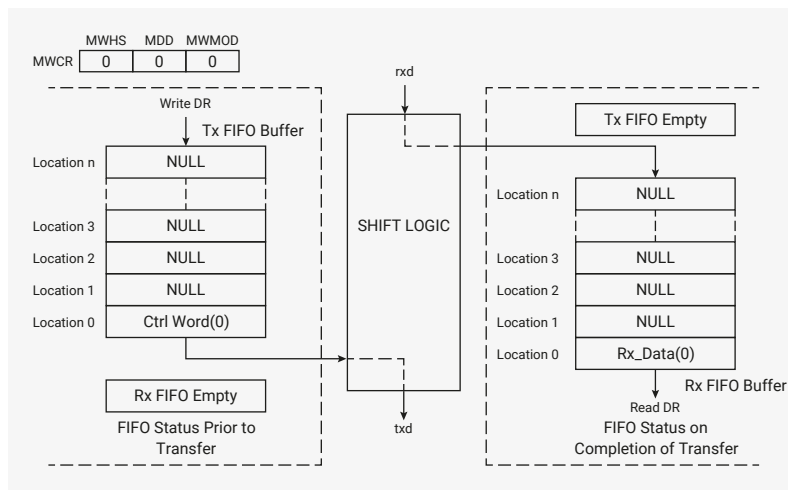 MWHS MDD MWMOD
MWCR 0 0 0
Write DR
Tx FIFO Buffer
Location n NULL
Location 3 NULL
Location 2 NULL
Location 1 NULL
Location 0 Ctrl Word(0)
Rx FIFO Empty
FIFO Status Prior to
Transfer
rxd
SHIFT LOGIC
txd
Tx FIFO Empty
Location n NULL
Location 3 NULL
Location 2 NULL
Location 1 NULL
Location 0 Rx_Data(0)
Rx FIFO Buffer
Read DR
FIFO Status on
Completion of Transfer